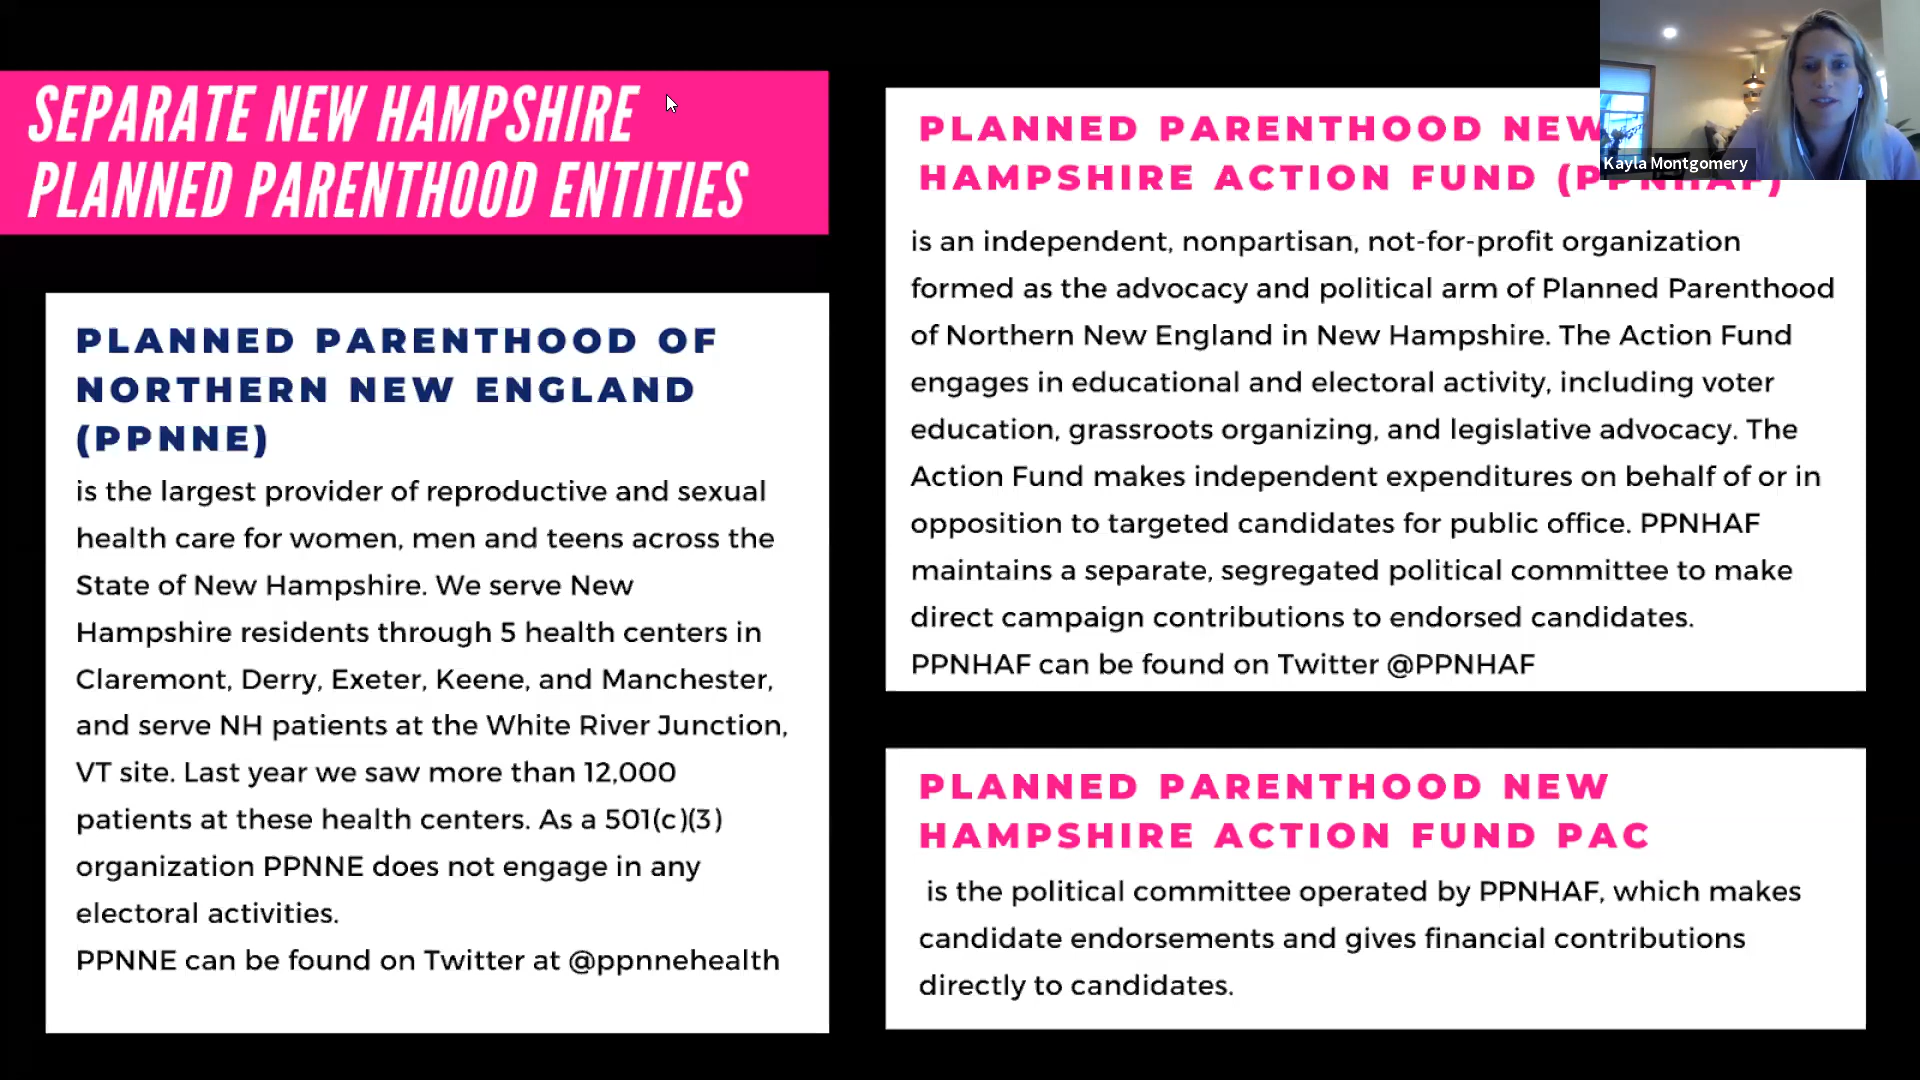 SEPARATE NEW HAMPSHIRE
PLANNED PARENTHOOD ENTITIES
PLANNED PARENTHOOD OF
NORTHERN NEW ENGLAND
(PPNNE)
is the largest provider of reproductive and sexual
health care for women, men and teens across the
State of New Hampshire. We serve New
Hampshire residents through 5 health centers in
Claremont, Derry, Exeter, Keene, and Manchester,
and serve NH patients at the White River Junction,
VT site. Last year we saw more than 12,000
patients at these health centers. As a 501(c)(3)
organization PPNNE does not engage in any
electoral activities.
PPNNE can be found on Twitter at @ppnnehealth
PLANNED PARENTHOOD NEW
HAMPSHIRE ACTION FUND (PPNHAF)
is an independent, nonpartisan, not-for-profit organization
formed as the advocacy and political arm of Planned Parenthood
of Northern New England in New Hampshire. The Action Fund
engages in educational and electoral activity, including voter
education, grassroots organizing, and legislative advocacy. The
Action Fund makes independent expenditures on behalf of or in
opposition to targeted candidates for public office. PPNHAF
maintains a separate, segregated political committee to make
direct campaign contributions to endorsed candidates.
PPNHAF can be found on Twitter @PPNHAF
PLANNED PARENTHOOD NEW
HAMPSHIRE ACTION FUND PAC
is the political committee operated by PPNHAF, which makes
candidate endorsements and gives financial contributions
directly to candidates.
Kayla Montgomery